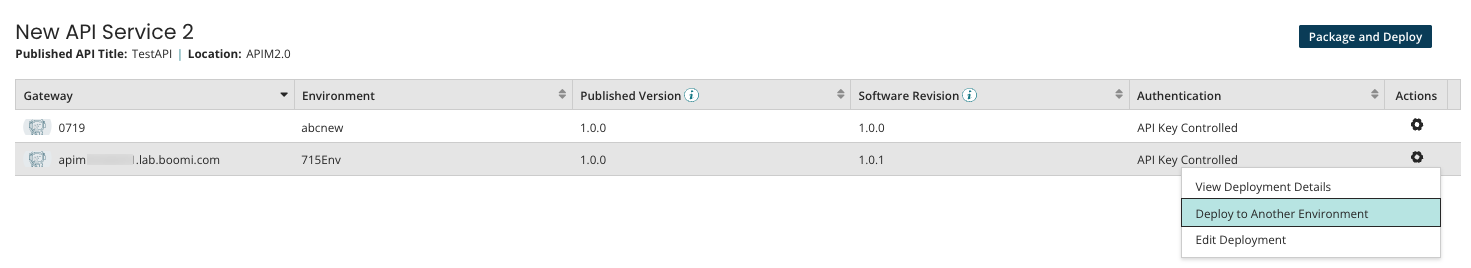 New API Service 2
Published API Title: TestAPI | Location: APIM2.0
Package and Deploy
Gateway Environment Published Version i Software Revision i Authentication Actions
0719 abcnew 1.0.0 1.0.0 API Key Controlled
apim .lab.boomi.com 715Env 1.0.0 1.0.1 API Key Controlled
View Deployment Details
Deploy to Another Environment
Edit Deployment